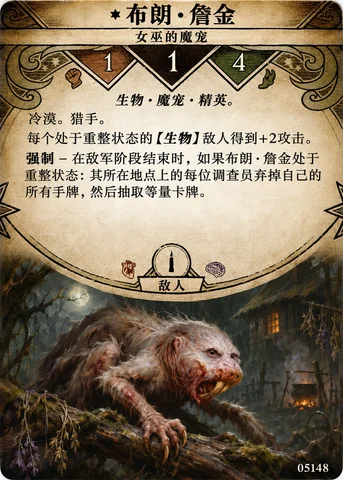 布朗·詹金
女巫的魔宠
1 1 4
生物·魔宠·精英。
冷漠。猎手。
每个处于重整状态的【生物】敌人得到+2攻击。
强制 – 在敌军阶段结束时，如果布朗·詹金处于
重整状态：其所在地点上的每位调查员弃掉自己的
所有手牌，然后抽取等量卡牌。
敌人
05148